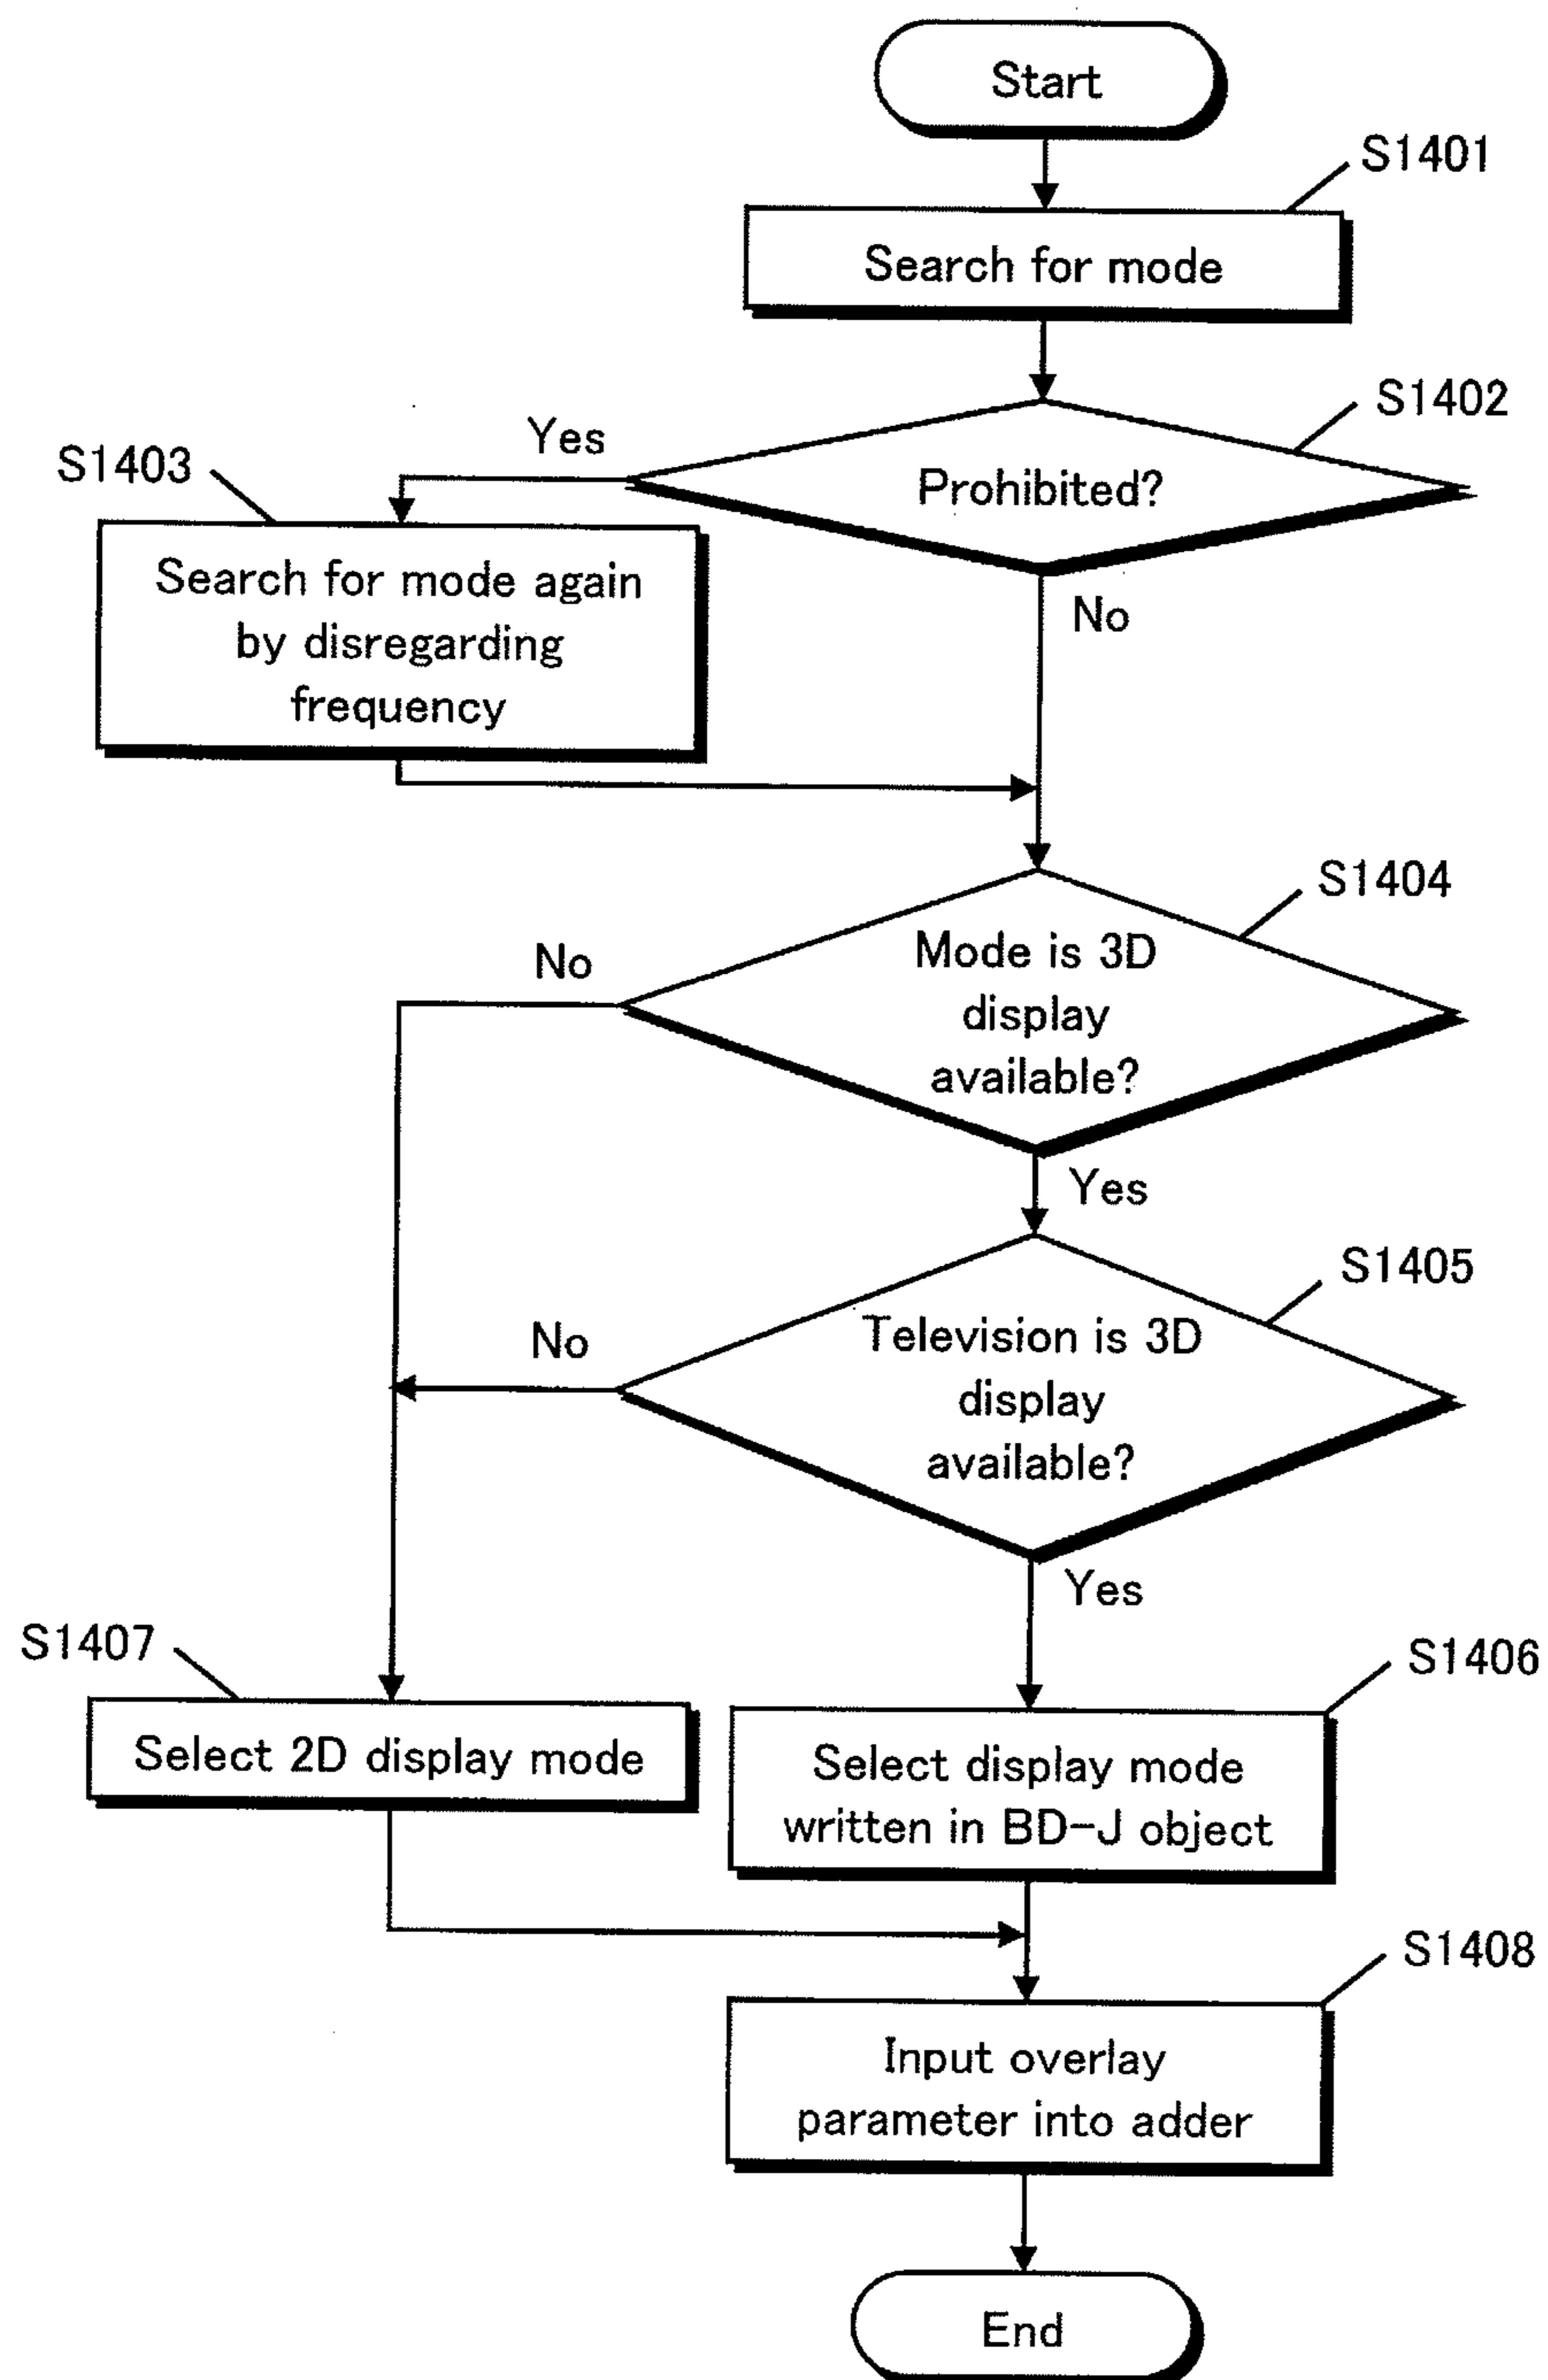 Start
S1401
Search for mode
S1402
Yes
Prohibited?
S1403
Search for mode again
by disregarding
frequency
No
S1404
No
Mode is 3D
display
available?
Yes
S1405
No
Television is 3D
display
available?
Yes
S1407
S1406
Select 2D display mode
Select display mode
written in BD-J object
S1408
Input overlay
parameter into adder
End